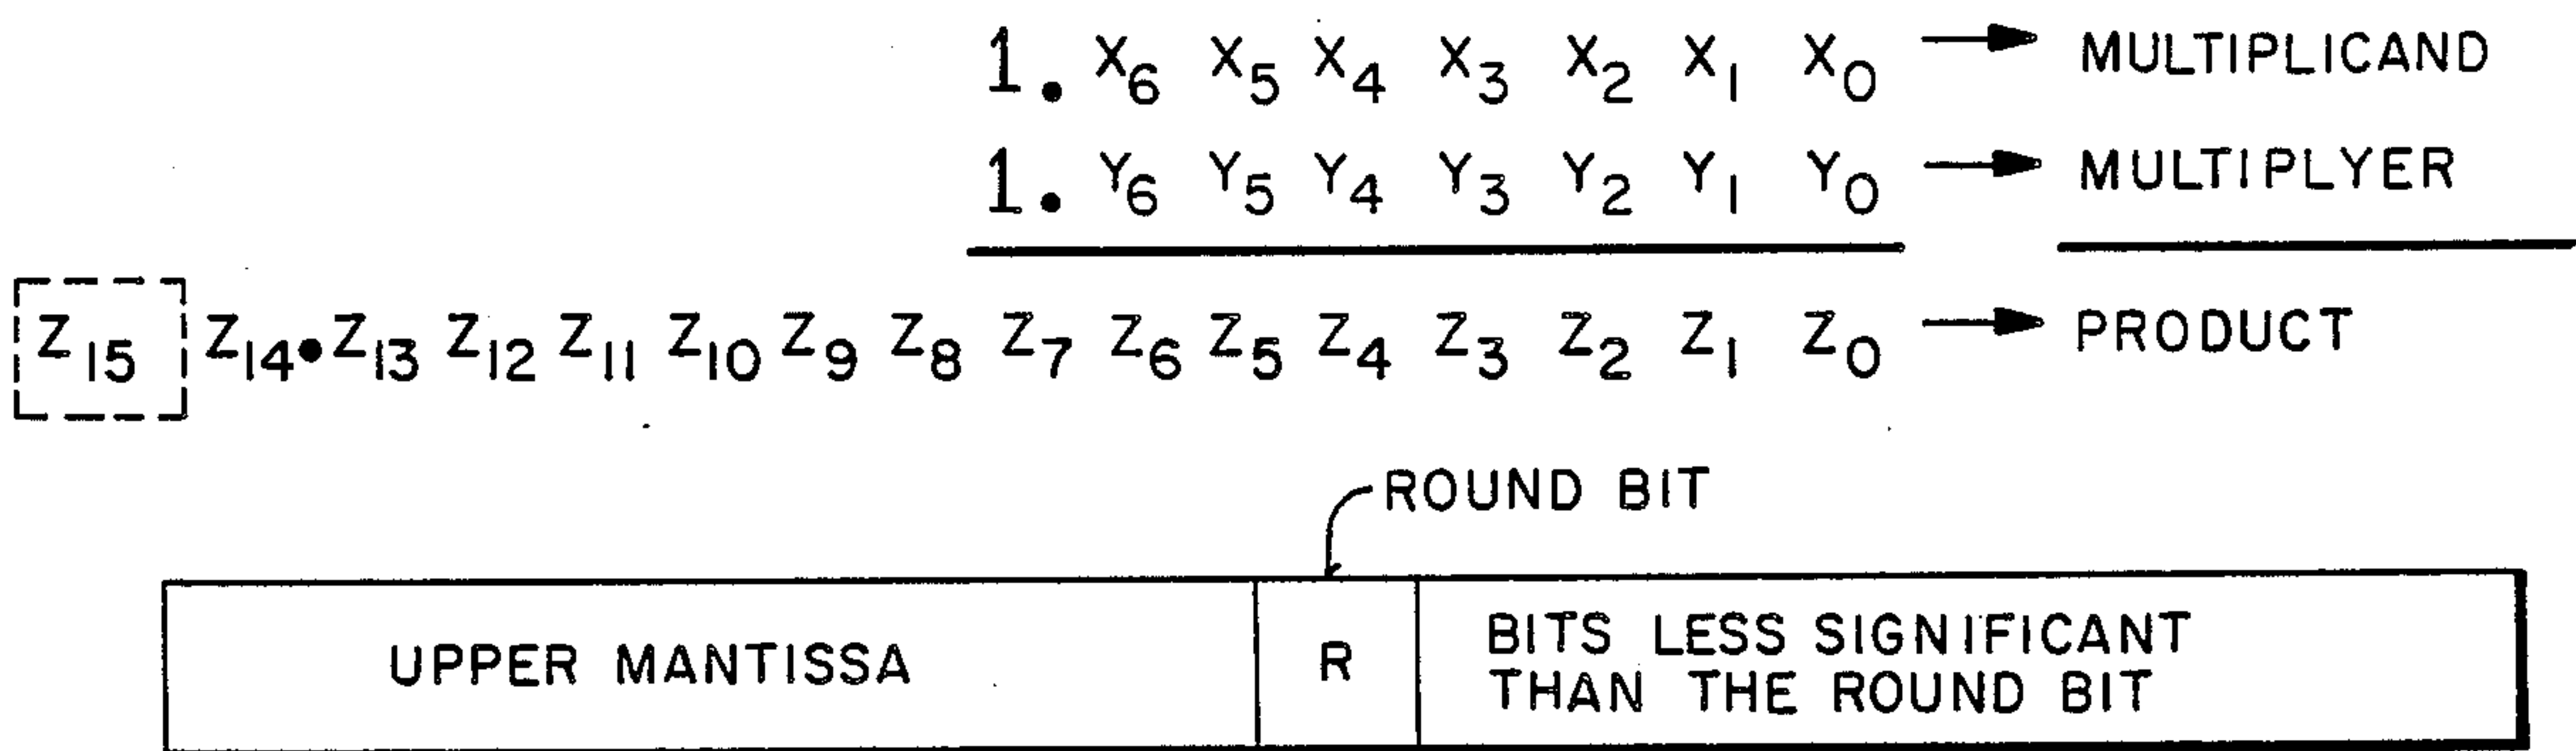 1. X6 X5 X4 X3 X2 X1 X0 → MULTIPLICAND
1. Y6 Y5 Y4 Y3 Y2 Y1 Y0 → MULTIPLYER
Z15 Z14•Z13 Z12 Z11 Z10 Z9 Z8 Z7 Z6 Z5 Z4 Z3 Z2 Z1 Z0 → PRODUCT
ROUND BIT
UPPER MANTISSA
R
BITS LESS SIGNIFICANT
THAN THE ROUND BIT